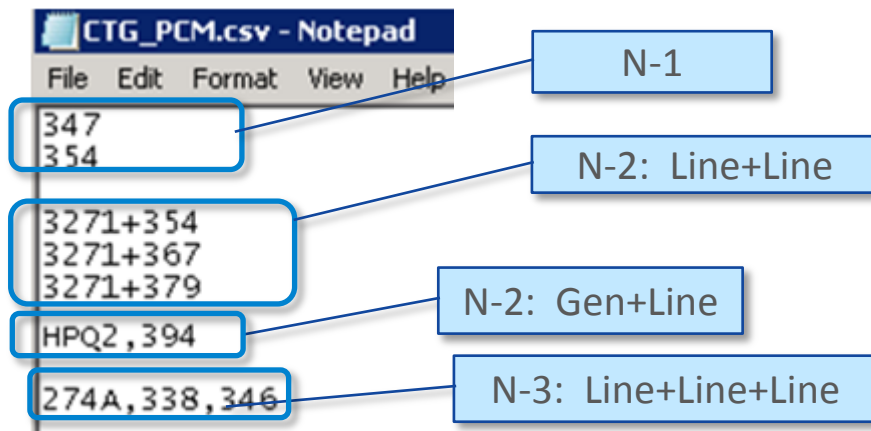 CTG_PCM.csv - Notepad
File Edit Format View Help
N-1
347
354
N-2: Line+Line
3271+354
3271+367
3271+379
N-2: Gen+Line
HPQ2,394
N-3: Line+Line+Line
274A,338,346